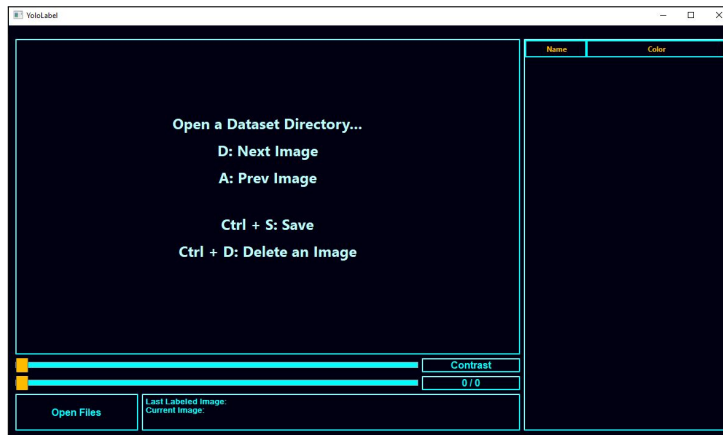 YoloLabel
Open a Dataset Directory...
D: Next Image
A: Prev Image
Ctrl + S: Save
Ctrl + D: Delete an Image
Name
Color
Contrast
0 / 0
Open Files
Last Labeled Image:
Current Image: